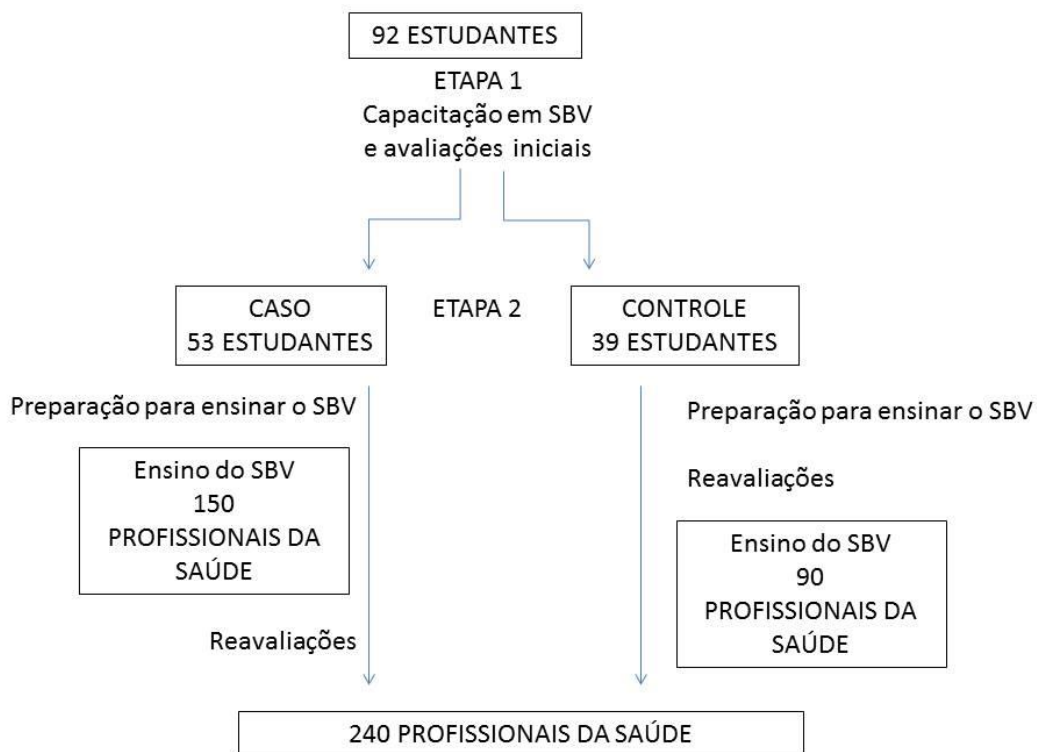 92 ESTUDANTES
ETAPA 1
Capacitação em SBV
e avaliações iniciais
CASO
53 ESTUDANTES
ETAPA 2
CONTROLE
39 ESTUDANTES
Preparação para ensinar o SBV
Ensino do SBV
150
PROFISSIONAIS DA
SAÚDE
Reavaliações
Preparação para ensinar o SBV
Reavaliações
Ensino do SBV
90
PROFISSIONAIS DA
SAÚDE
240 PROFISSIONAIS DA SAÚDE